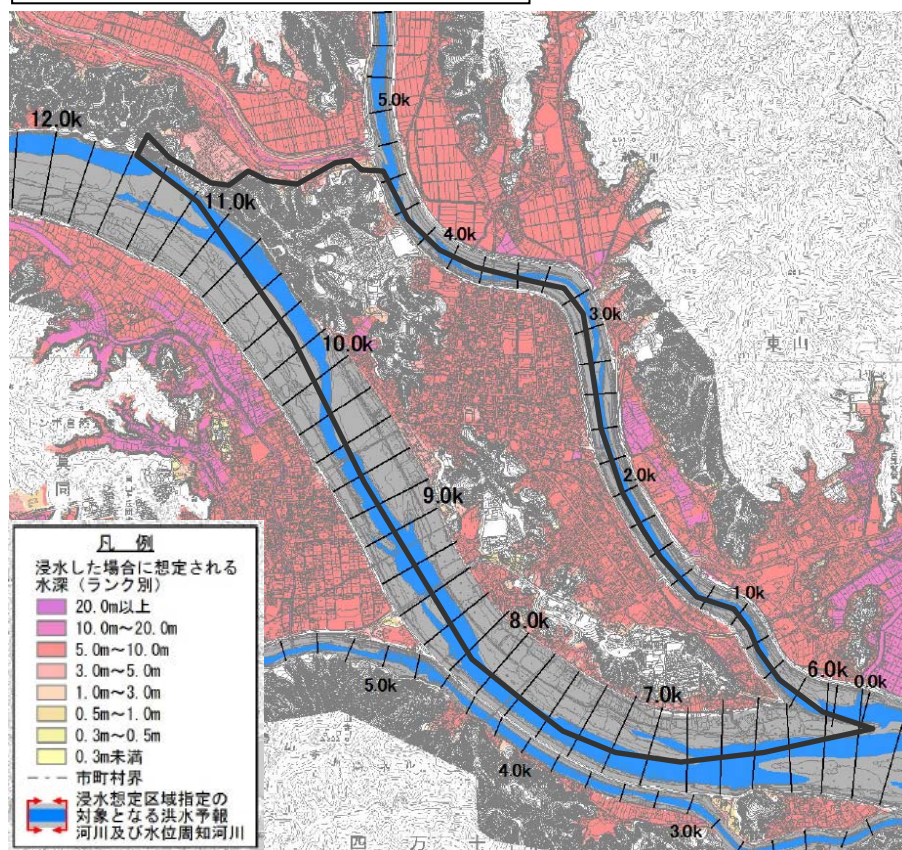 12.0k
5.0k
11.0k
4.0k
3.0k
10.0k
東山
2.0k
9.0k
1.0k
8.0k
6.0k
0.0k
7.0k
5.0k
4.0k
3.0k
四万十
凡 例
浸水した場合に想定される
水深（ランク別）
20.0m以上
10.0m～20.0m
5.0m～10.0m
3.0m～5.0m
1.0m～3.0m
0.5m～1.0m
0.3m～0.5m
0.3m未満
市町村界
浸水想定区域指定の
対象となる洪水予報
河川及び水位周知河川